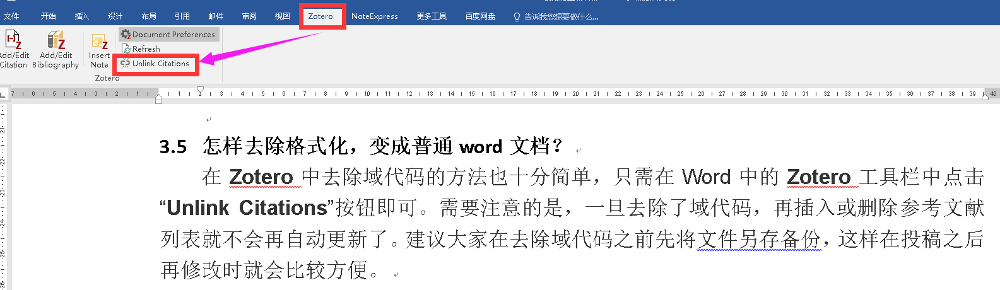 文件 开始 插入 设计 布局 引用 邮件 审阅 视图 Zotero NoteExpress 更多工具 百度网盘 告诉我您想要做什么...
Document Preferences
Refresh
Unlink Citations
Add/Edit Citation
Add/Edit Bibliography
Insert Note
Zotero
7 6 5 4 3 2 1 1 2 3 4 5 6 7 8 9 10 11 12 13 14 15 16 17 18 19 20 21 22 23 24 25 26 27 28 29 30 31 32 33 34 35 36 37 38 39 40
3.5 怎样去除格式化，变成普通 word 文档？
在 Zotero 中去除域代码的方法也十分简单，只需在 Word 中的 Zotero 工具栏中点击
“Unlink Citations”按钮即可。需要注意的是，一旦去除了域代码，再插入或删除参考文献
列表就不会再自动更新了。建议大家在去除域代码之前先将文件另存备份，这样在投稿之后
再修改时就会比较方便。